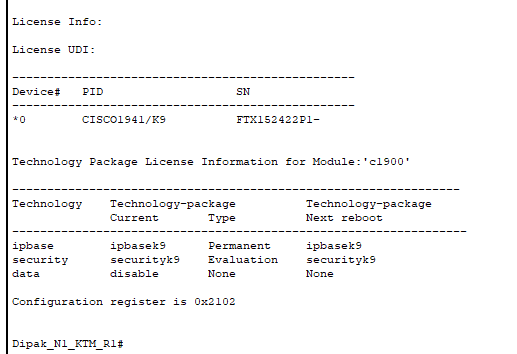 License Info:
License UDI:
-------------------------------------------------
Device#   PID                   SN
-------------------------------------------------
*0        CISCO1941/K9          FTX152422P1-
Technology Package License Information for Module:'c1900'
----------------------------------------------------------------
Technology    Technology-package          Technology-package
              Current       Type          Next reboot
-----------------------------------------------------------------
ipbase        ipbasek9      Permanent     ipbasek9
security      securityk9    Evaluation    securityk9
data          disable       None          None
Configuration register is 0x2102
Dipak_N1_KTM_R1#